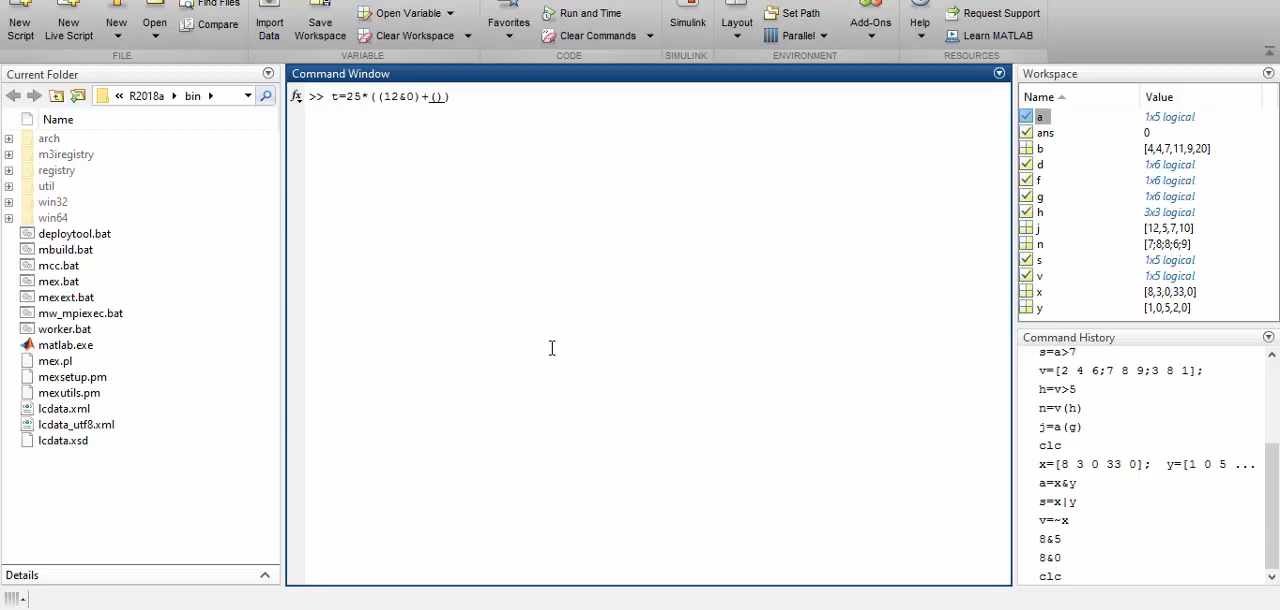 Find Files
New Script
New Live Script
New
Open
Compare
Import Data
Save Workspace
Open Variable
Clear Workspace
Favorites
Run and Time
Clear Commands
Simulink
Layout
Set Path
Parallel
Add-Ons
Help
Request Support
Learn MATLAB
FILE
VARIABLE
CODE
SIMULINK
ENVIRONMENT
RESOURCES
Current Folder
« R2018a ▸ bin ▸
Name
arch
m3iregistry
registry
util
win32
win64
deploytool.bat
mbuild.bat
mcc.bat
mex.bat
mexext.bat
mw_mpiexec.bat
worker.bat
matlab.exe
mex.pl
mexsetup.pm
mexutils.pm
lcdata.xml
lcdata_utf8.xml
lcdata.xsd
Details
Command Window
fx >> t=25*((12&0)+())
Workspace
Name Value
a 1x5 logical
ans 0
b [4,4,7,11,9,20]
d 1x6 logical
f 1x6 logical
g 1x6 logical
h 3x3 logical
j [12,5,7,10]
n [7;8;8;6;9]
s 1x5 logical
v 1x5 logical
x [8,3,0,33,0]
y [1,0,5,2,0]
Command History
s=a>7
v=[2 4 6;7 8 9;3 8 1];
h=v>5
n=v(h)
j=a(g)
clc
x=[8 3 0 33 0]; y=[1 0 5 ...
a=x&y
s=x|y
v=~x
8&5
8&0
clc